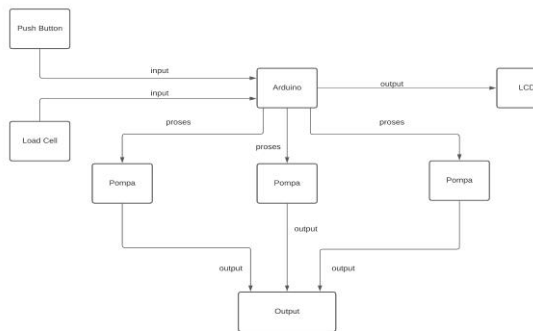 Push Button
input
Arduino
output
LCD
input
Load Cell
proses
proses
proses
Pompa
Pompa
Pompa
output
output
output
Output